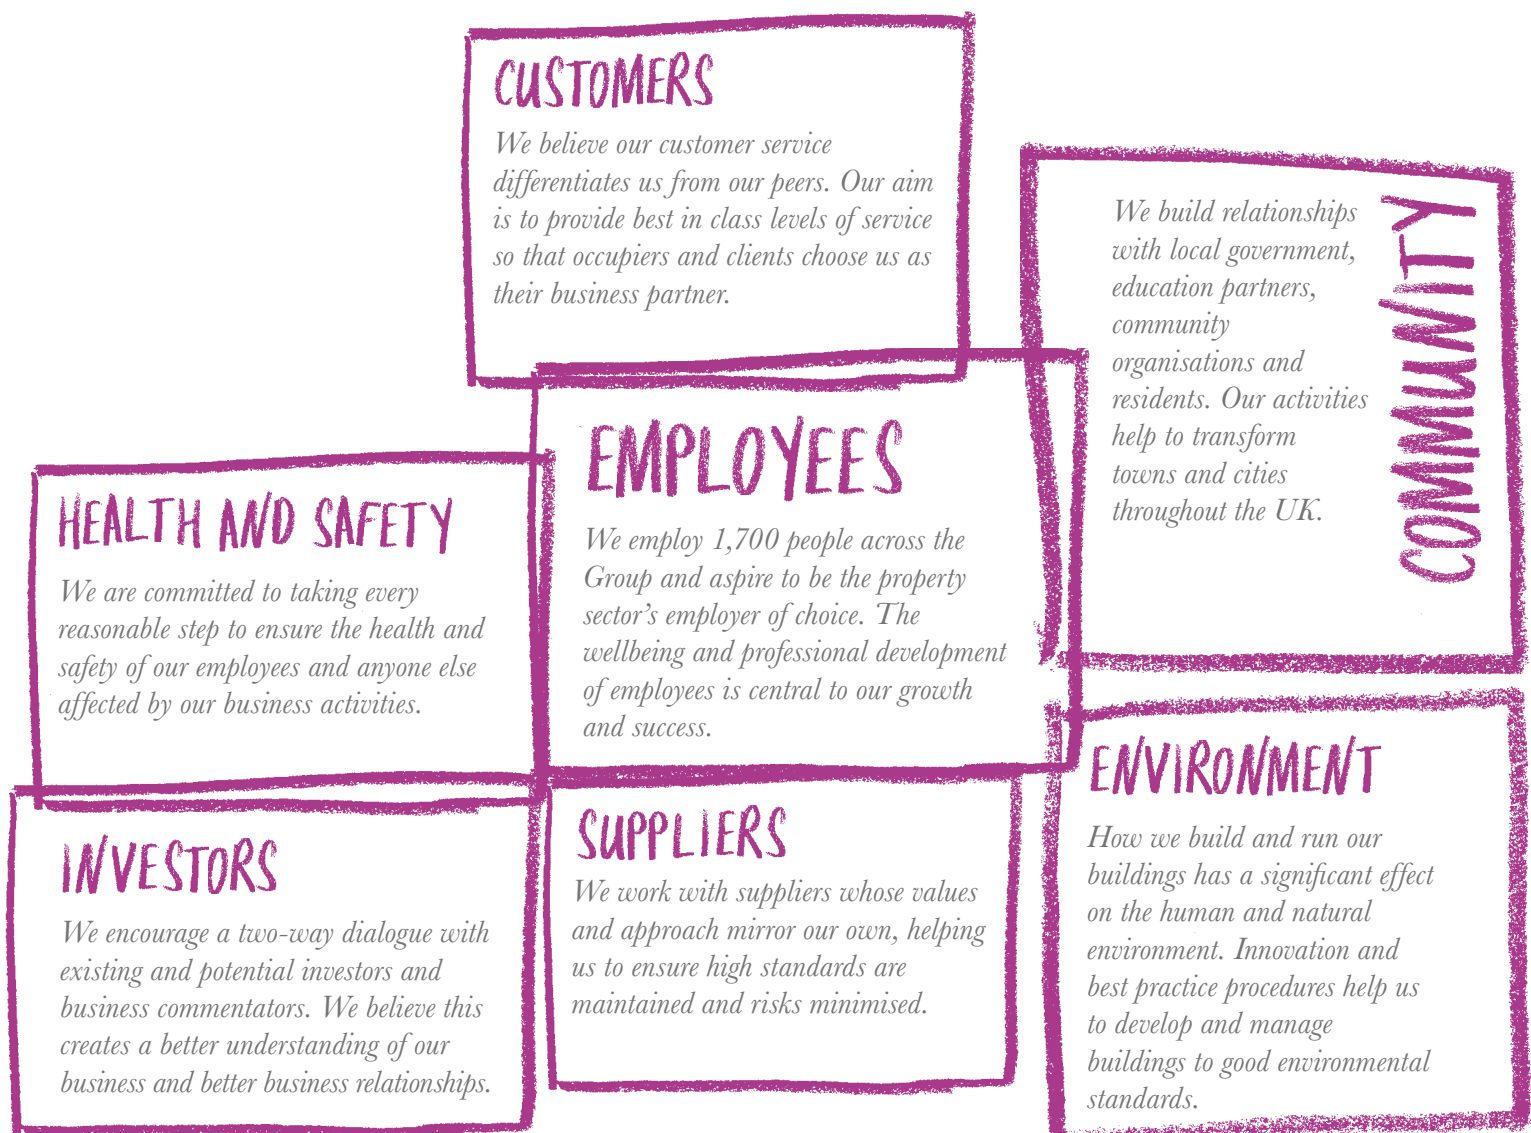 CUSTOMERS
We believe our customer service
differentiates us from our peers. Our aim
is to provide best in class levels of service
so that occupiers and clients choose us as
their business partner.
COMMUNITY
We build relationships
with local government,
education partners,
community
organisations and
residents. Our activities
help to transform
towns and cities
throughout the UK.
EMPLOYEES
We employ 1,700 people across the
Group and aspire to be the property
sector’s employer of choice. The
wellbeing and professional development
of employees is central to our growth
and success.
HEALTH AND SAFETY
We are committed to taking every
reasonable step to ensure the health and
safety of our employees and anyone else
affected by our business activities.
INVESTORS
We encourage a two-way dialogue with
existing and potential investors and
business commentators. We believe this
creates a better understanding of our
business and better business relationships.
SUPPLIERS
We work with suppliers whose values
and approach mirror our own, helping
us to ensure high standards are
maintained and risks minimised.
ENVIRONMENT
How we build and run our
buildings has a significant effect
on the human and natural
environment. Innovation and
best practice procedures help us
to develop and manage
buildings to good environmental
standards.